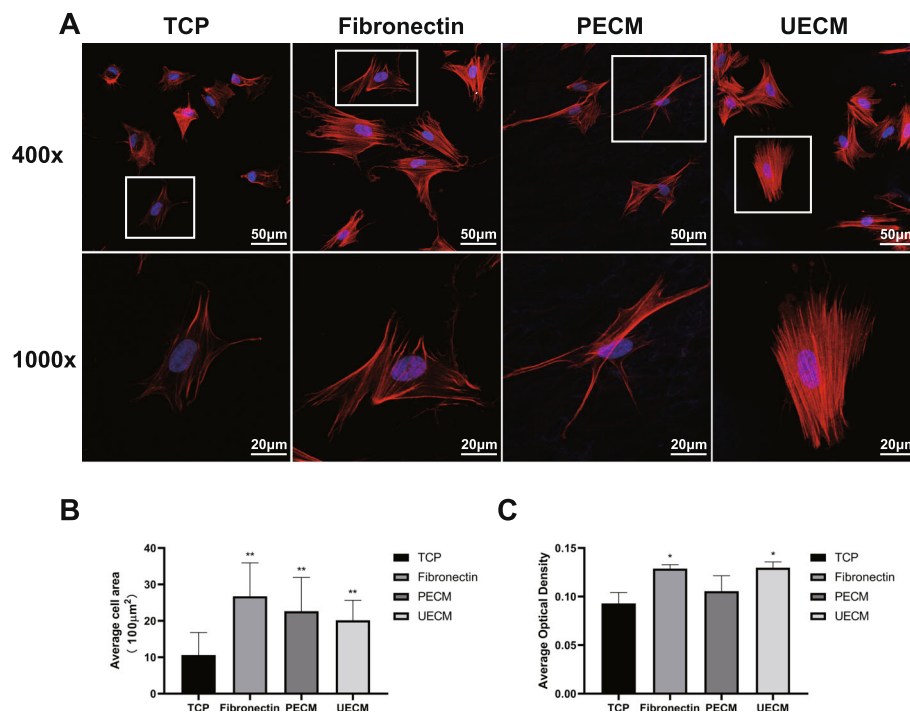 A
TCP Fibronectin PECM UECM
400x
50μm 50μm 50μm 50μm
1000x
20μm 20μm 20μm 20μm
B
Average cell area
( 100μm²)
40
30
20
10
0
** ** **
TCP Fibronectin PECM UECM
TCP
Fibronectin
PECM
UECM
C
Average Optical Density
0.15
0.10
0.05
0.00
* *
TCP Fibronectin PECM UECM
TCP
Fibronectin
PECM
UECM